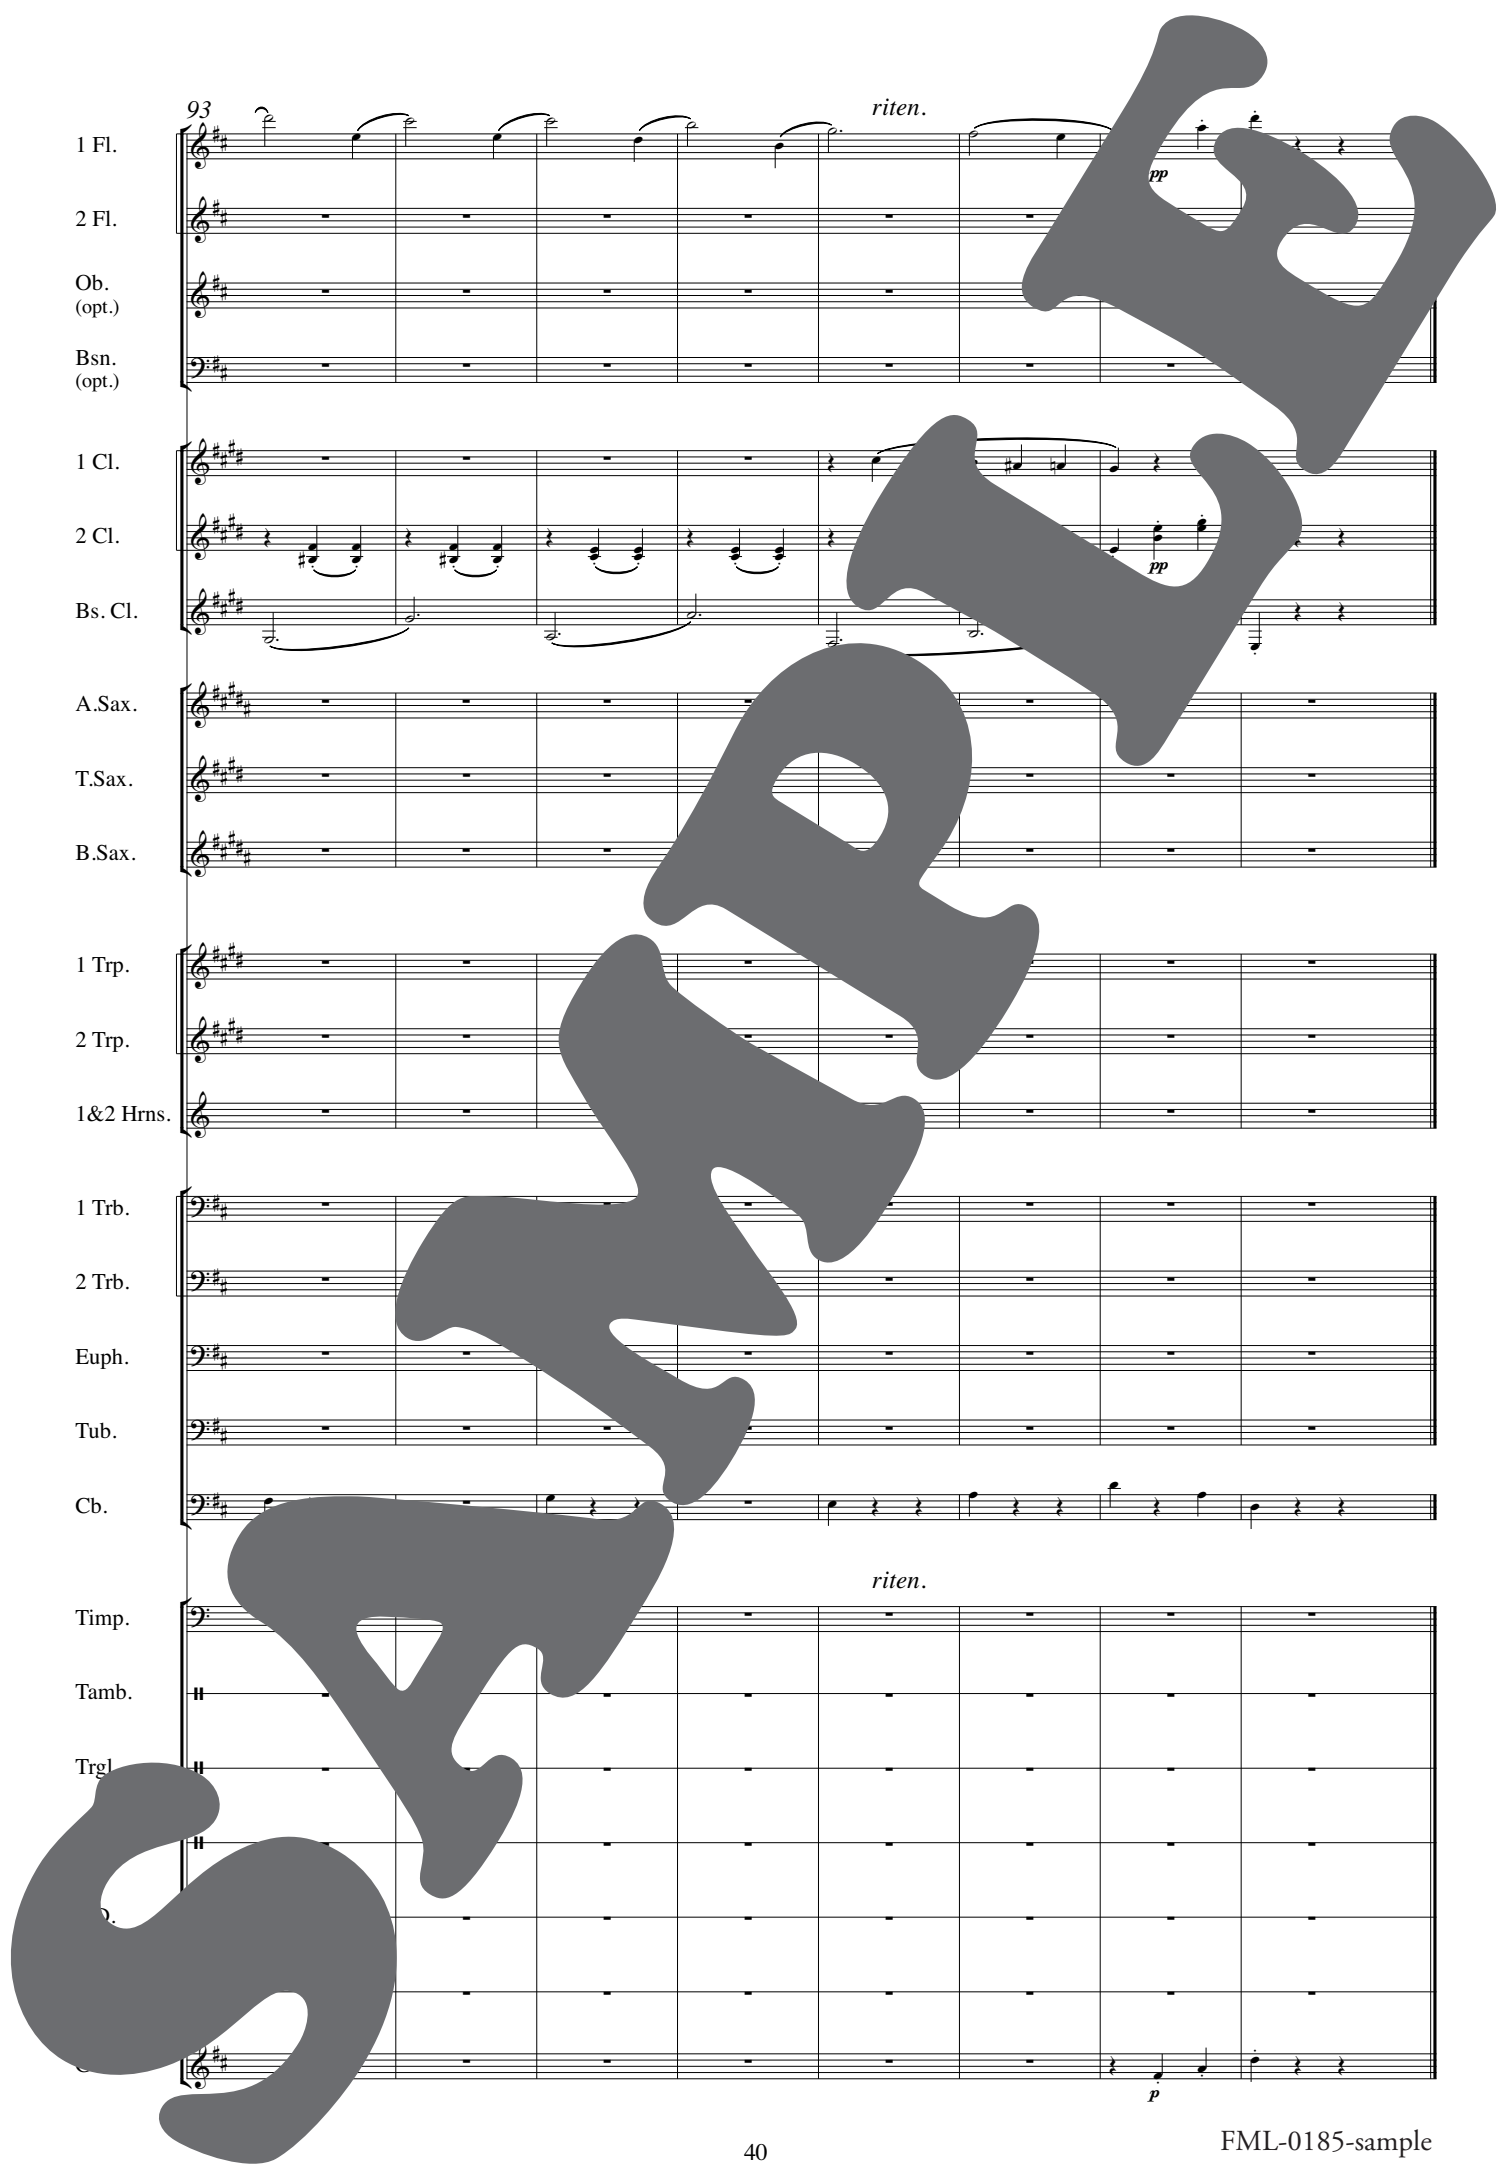 93
riten.
1 Fl.
pp
2 Fl.
Ob.
(opt.)
Bsn.
(opt.)
1 Cl.
2 Cl.
pp
Bs. Cl.
A.Sax.
T.Sax.
B.Sax.
1 Trp.
2 Trp.
1&2 Hrns.
1 Trb.
2 Trb.
Euph.
Tub.
Cb.
riten.
Timp.
Tamb.
Trgl.
p
SAMPLE
40
FML-0185-sample